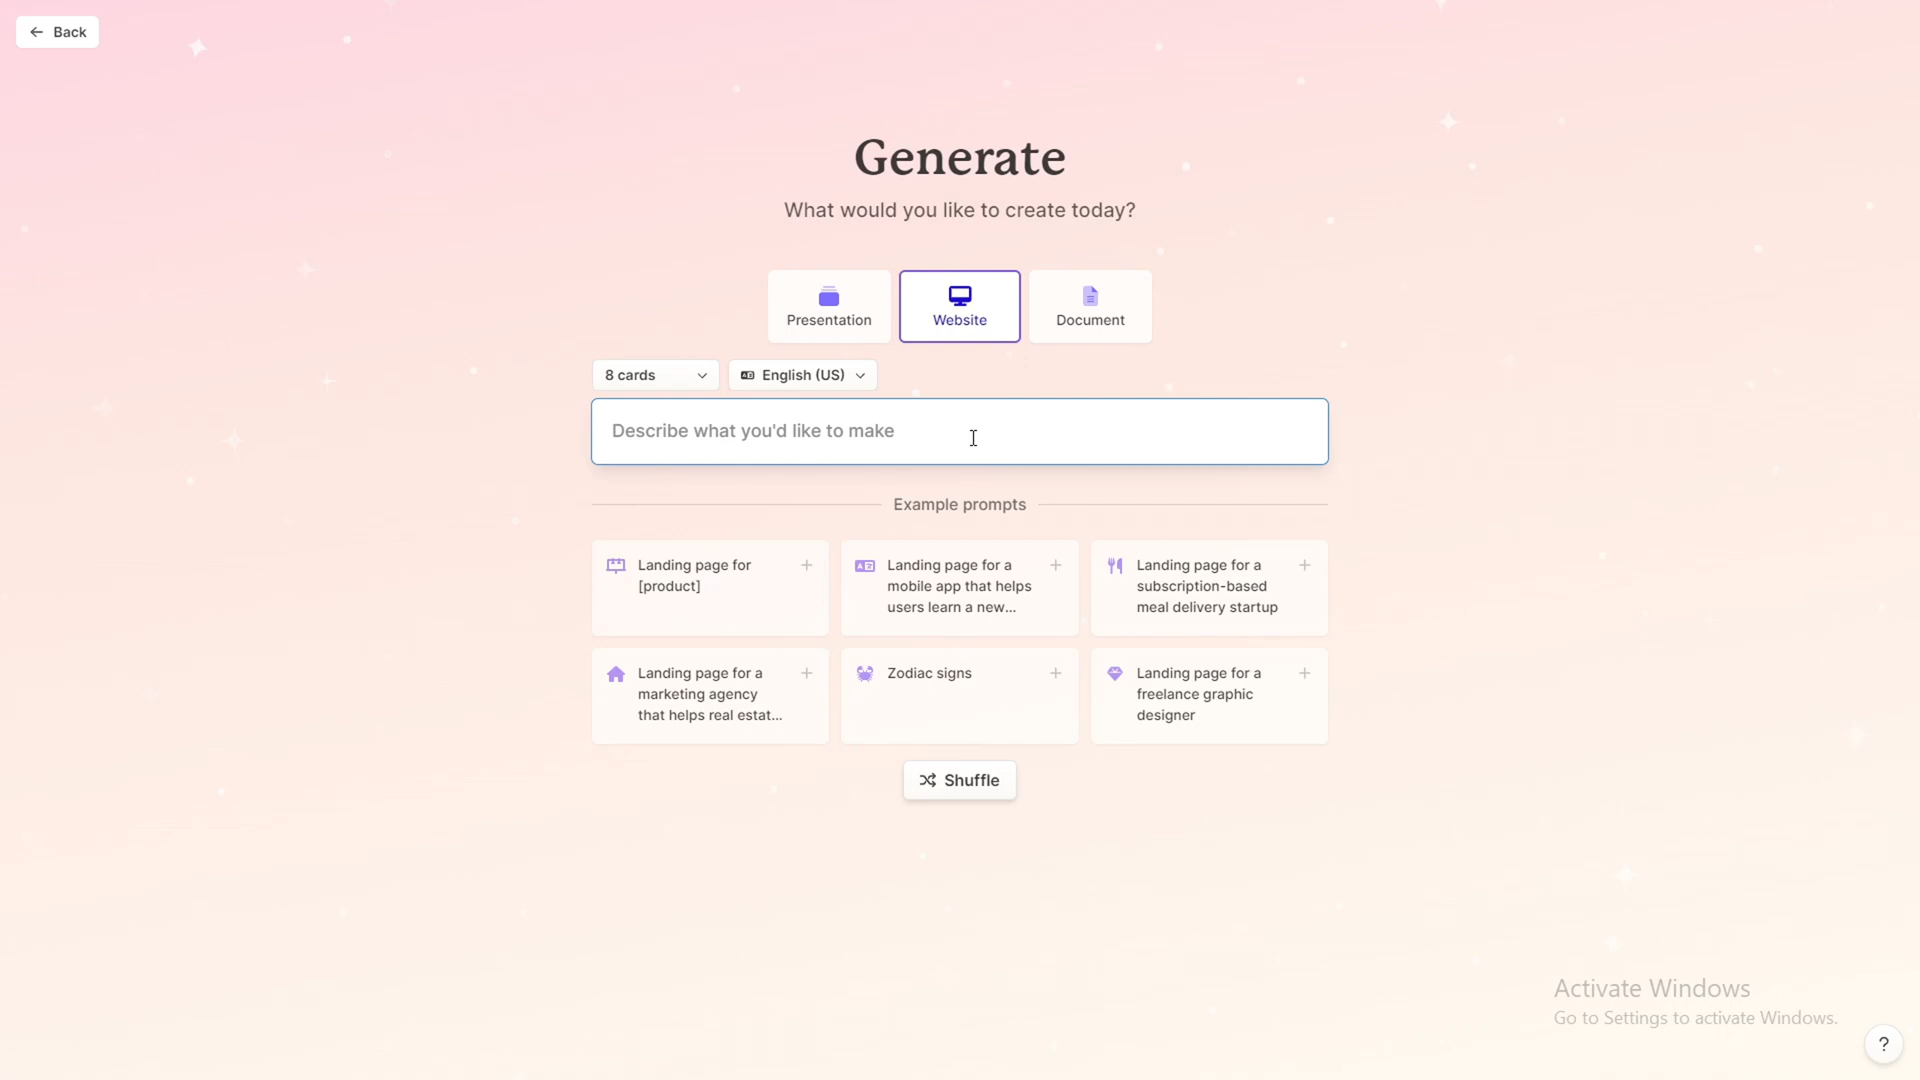 Back
Generate
What would you like to create today?
Presentation
Website
Document
8 cards
English (US)
Describe what you'd like to make
Example prompts
Landing page for
[product]
Landing page for a
mobile app that helps
users learn a new...
Landing page for a
subscription-based
meal delivery startup
Landing page for a
marketing agency
that helps real estat...
Zodiac signs
Landing page for a
freelance graphic
designer
Shuffle
Activate Windows
Go to Settings to activate Windows.
?